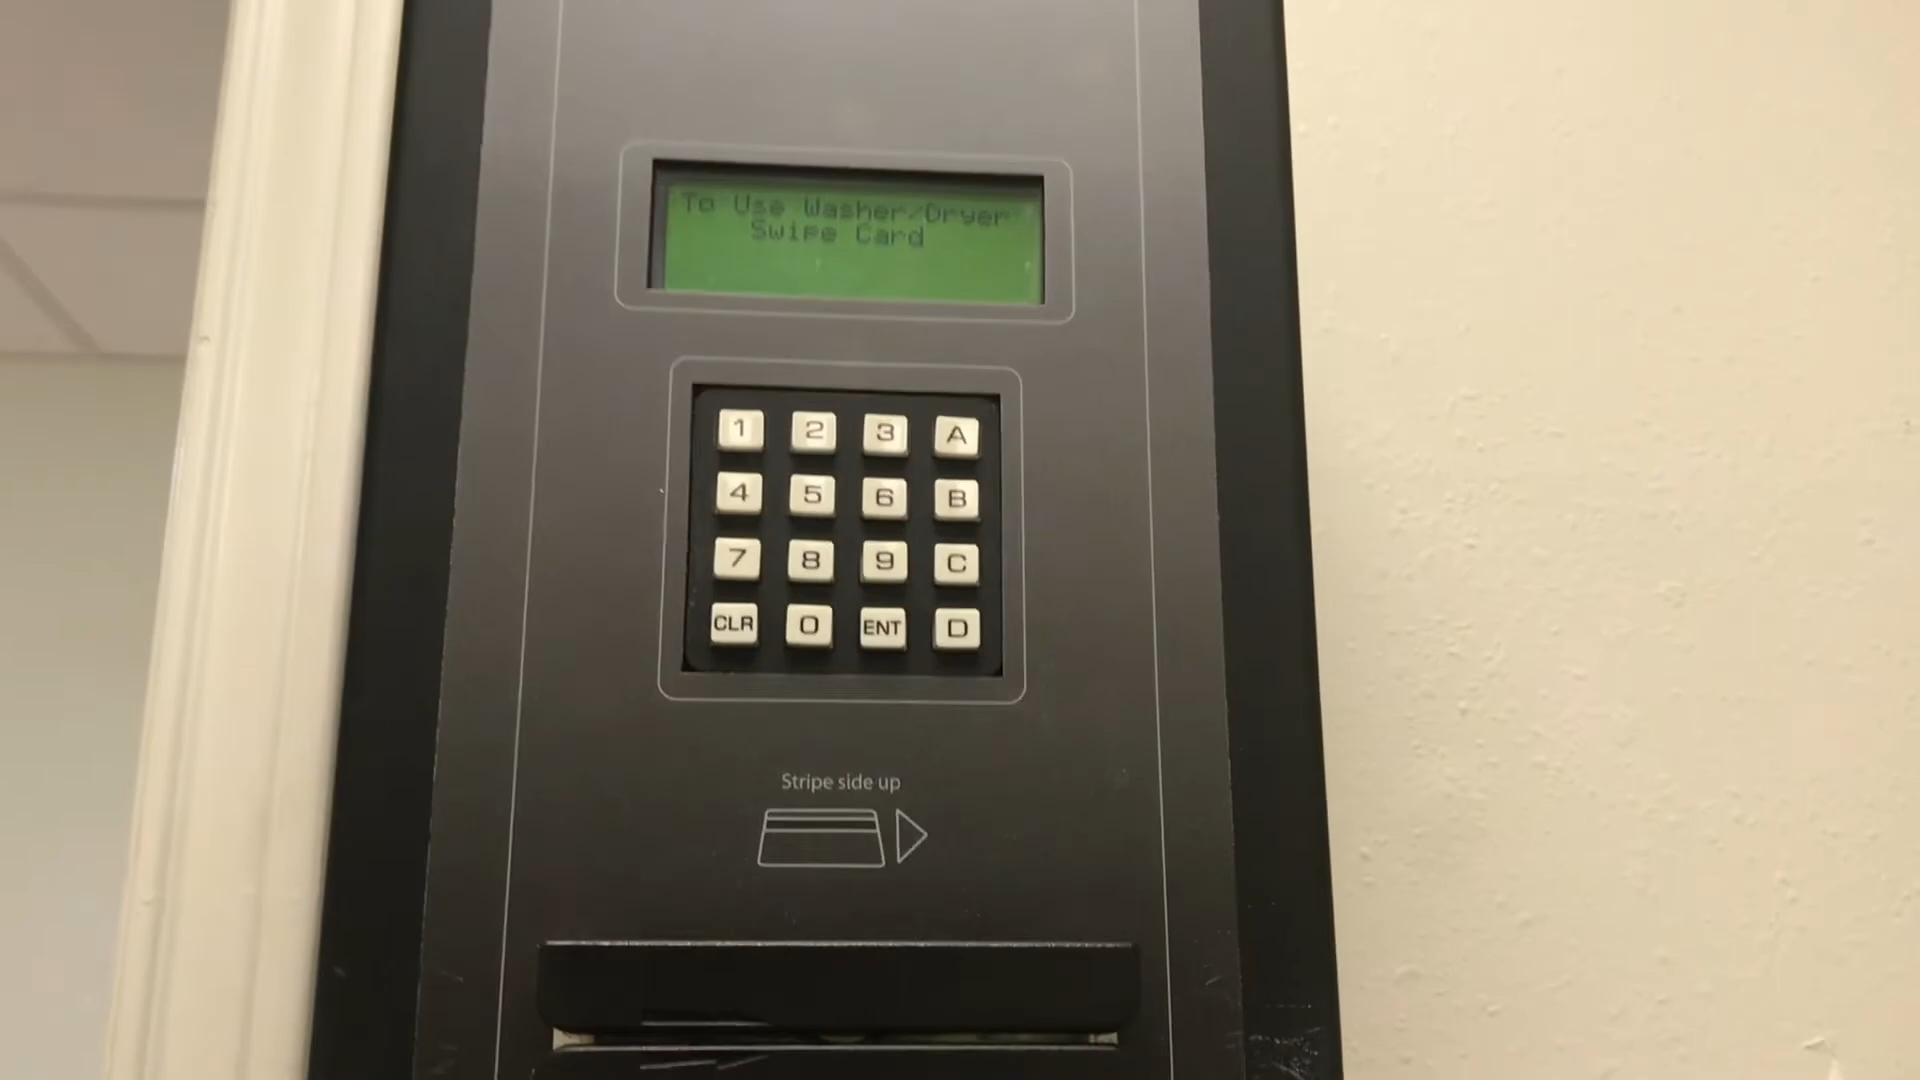 To Use Washer/Dryer
Swipe Card
1 2 3 A
4 5 6 B
7 8 9 C
CLR 0 ENT D
Stripe side up